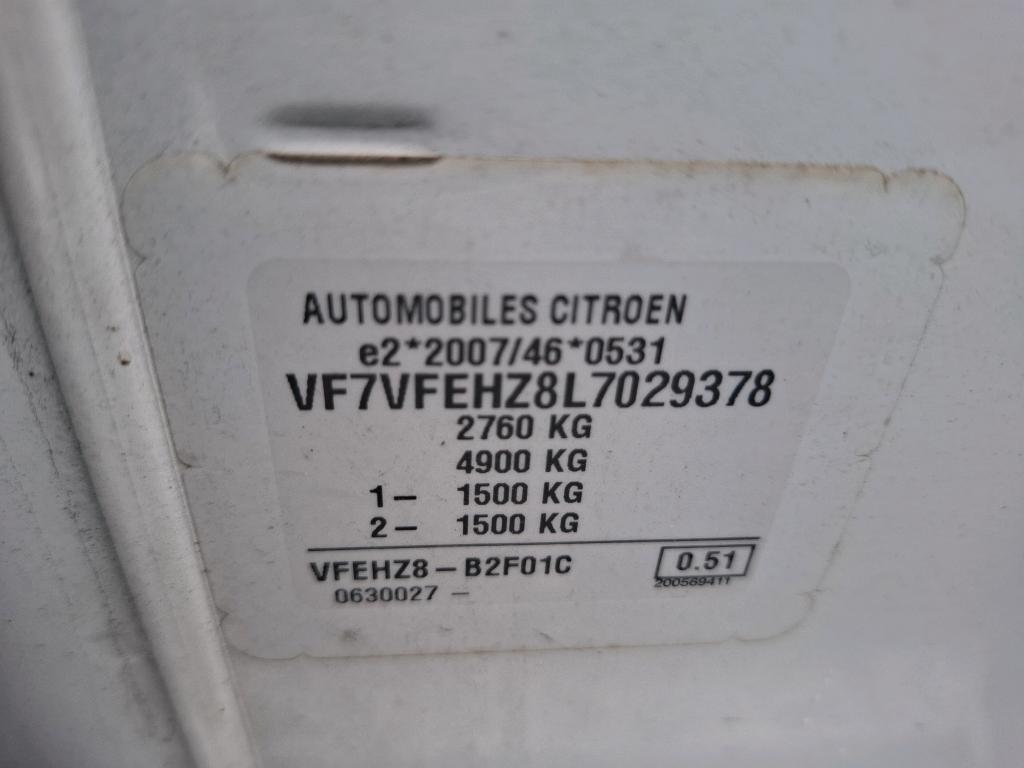 AUTOMOBILES CITROEN
e2*2007/46*0531
VF7VFEHZ8L7029378
2760 KG
4900 KG
1- 1500 KG
2- 1500 KG
VFEHZ8-B2F01C 0.51
200569411
0630027 -